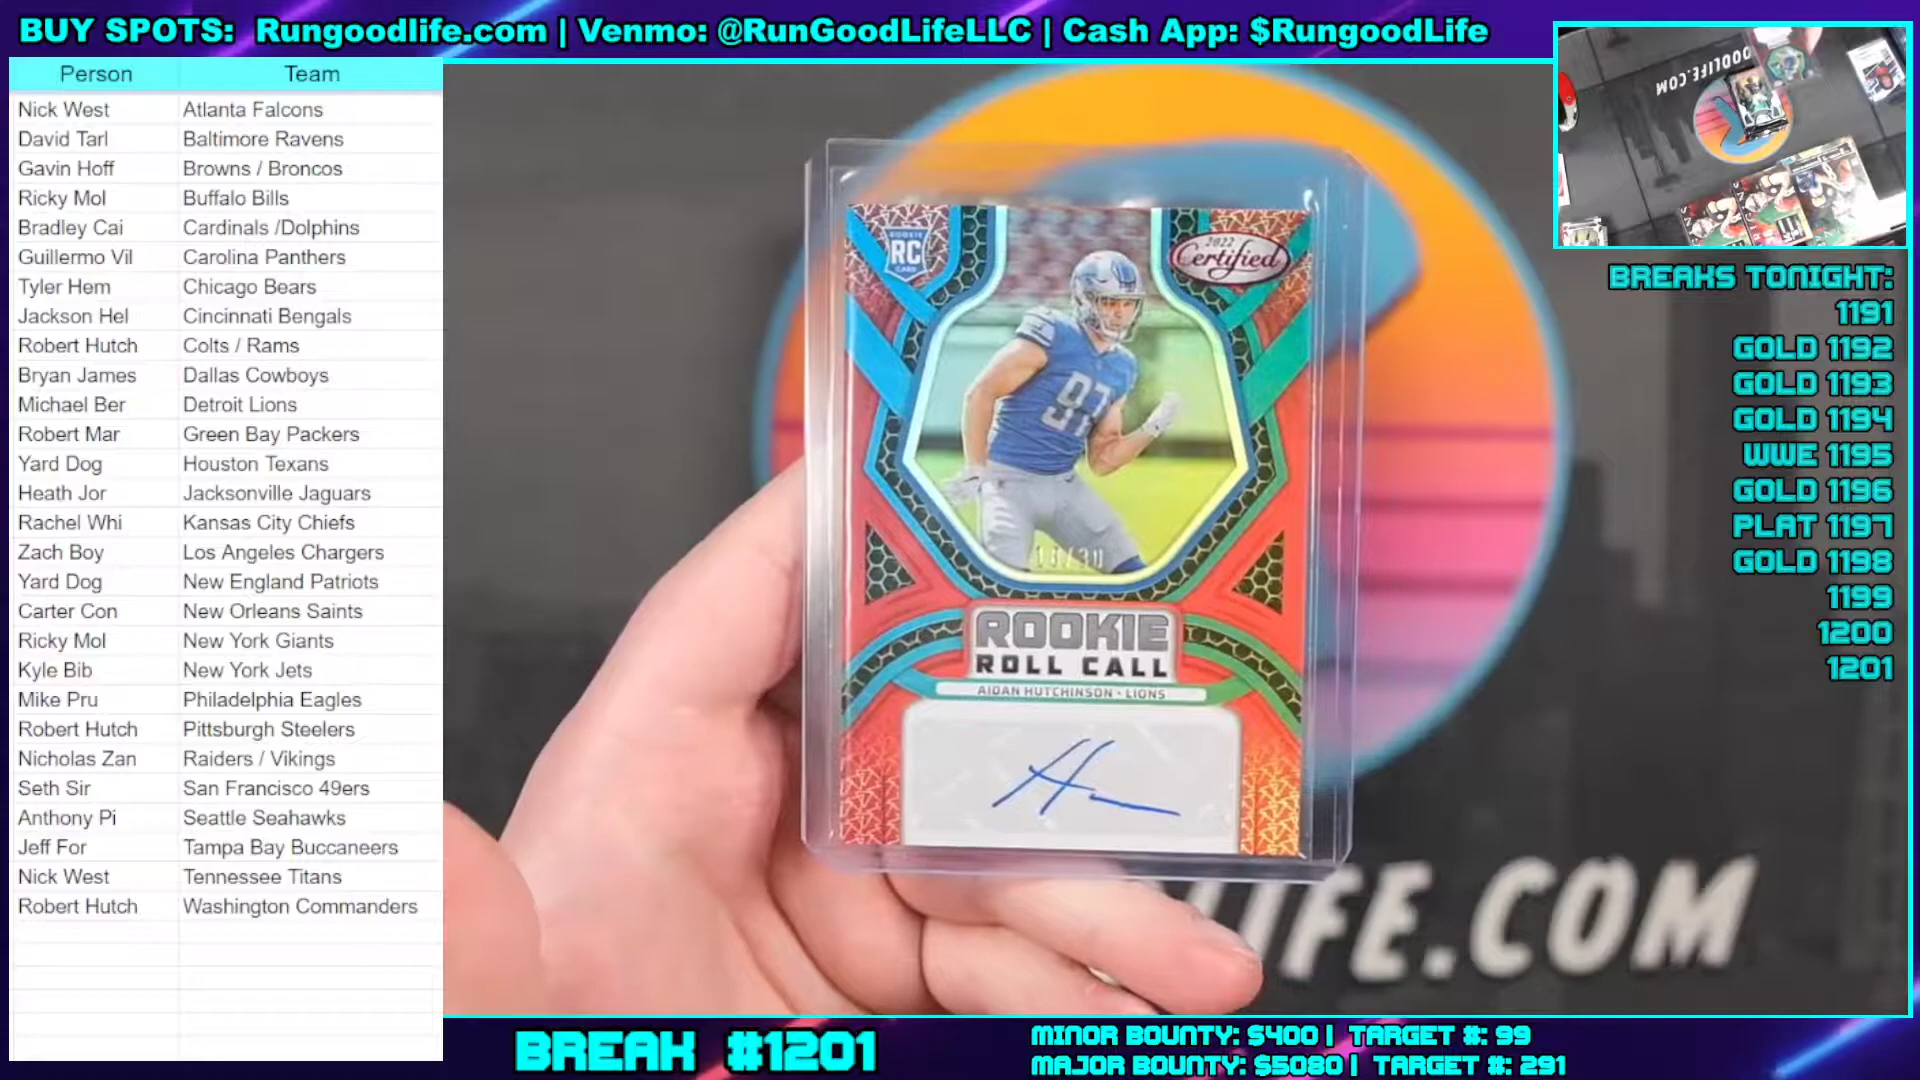 BUY SPOTS: Rungoodlife.com | Venmo: @RunGoodLifeLLC | Cash App: $RungoodLife
Person Team
Nick West Atlanta Falcons
David Tarl Baltimore Ravens
Gavin Hoff Browns / Broncos
Ricky Mol Buffalo Bills
Bradley Cai Cardinals /Dolphins
Guillermo Vil Carolina Panthers
Tyler Hem Chicago Bears
Jackson Hel Cincinnati Bengals
Robert Hutch Colts / Rams
Bryan James Dallas Cowboys
Michael Ber Detroit Lions
Robert Mar Green Bay Packers
Yard Dog Houston Texans
Heath Jor Jacksonville Jaguars
Rachel Whi Kansas City Chiefs
Zach Boy Los Angeles Chargers
Yard Dog New England Patriots
Carter Con New Orleans Saints
Ricky Mol New York Giants
Kyle Bib New York Jets
Mike Pru Philadelphia Eagles
Robert Hutch Pittsburgh Steelers
Nicholas Zan Raiders / Vikings
Seth Sir San Francisco 49ers
Anthony Pi Seattle Seahawks
Jeff For Tampa Bay Buccaneers
Nick West Tennessee Titans
Robert Hutch Washington Commanders
ROOKIE
RC
CARD
2022
Certified
97
ROOKIE
ROLL CALL
AIDAN HUTCHINSON • LIONS
LIFE.COM
OODLIFE.COM
BREAKS TONIGHT:
1191
GOLD 1192
GOLD 1193
GOLD 1194
WWE 1195
GOLD 1196
PLAT 1197
GOLD 1198
1199
1200
1201
BREAK #1201
MINOR BOUNTY: $400 | TARGET #: 99
MAJOR BOUNTY: $5080 | TARGET #: 291